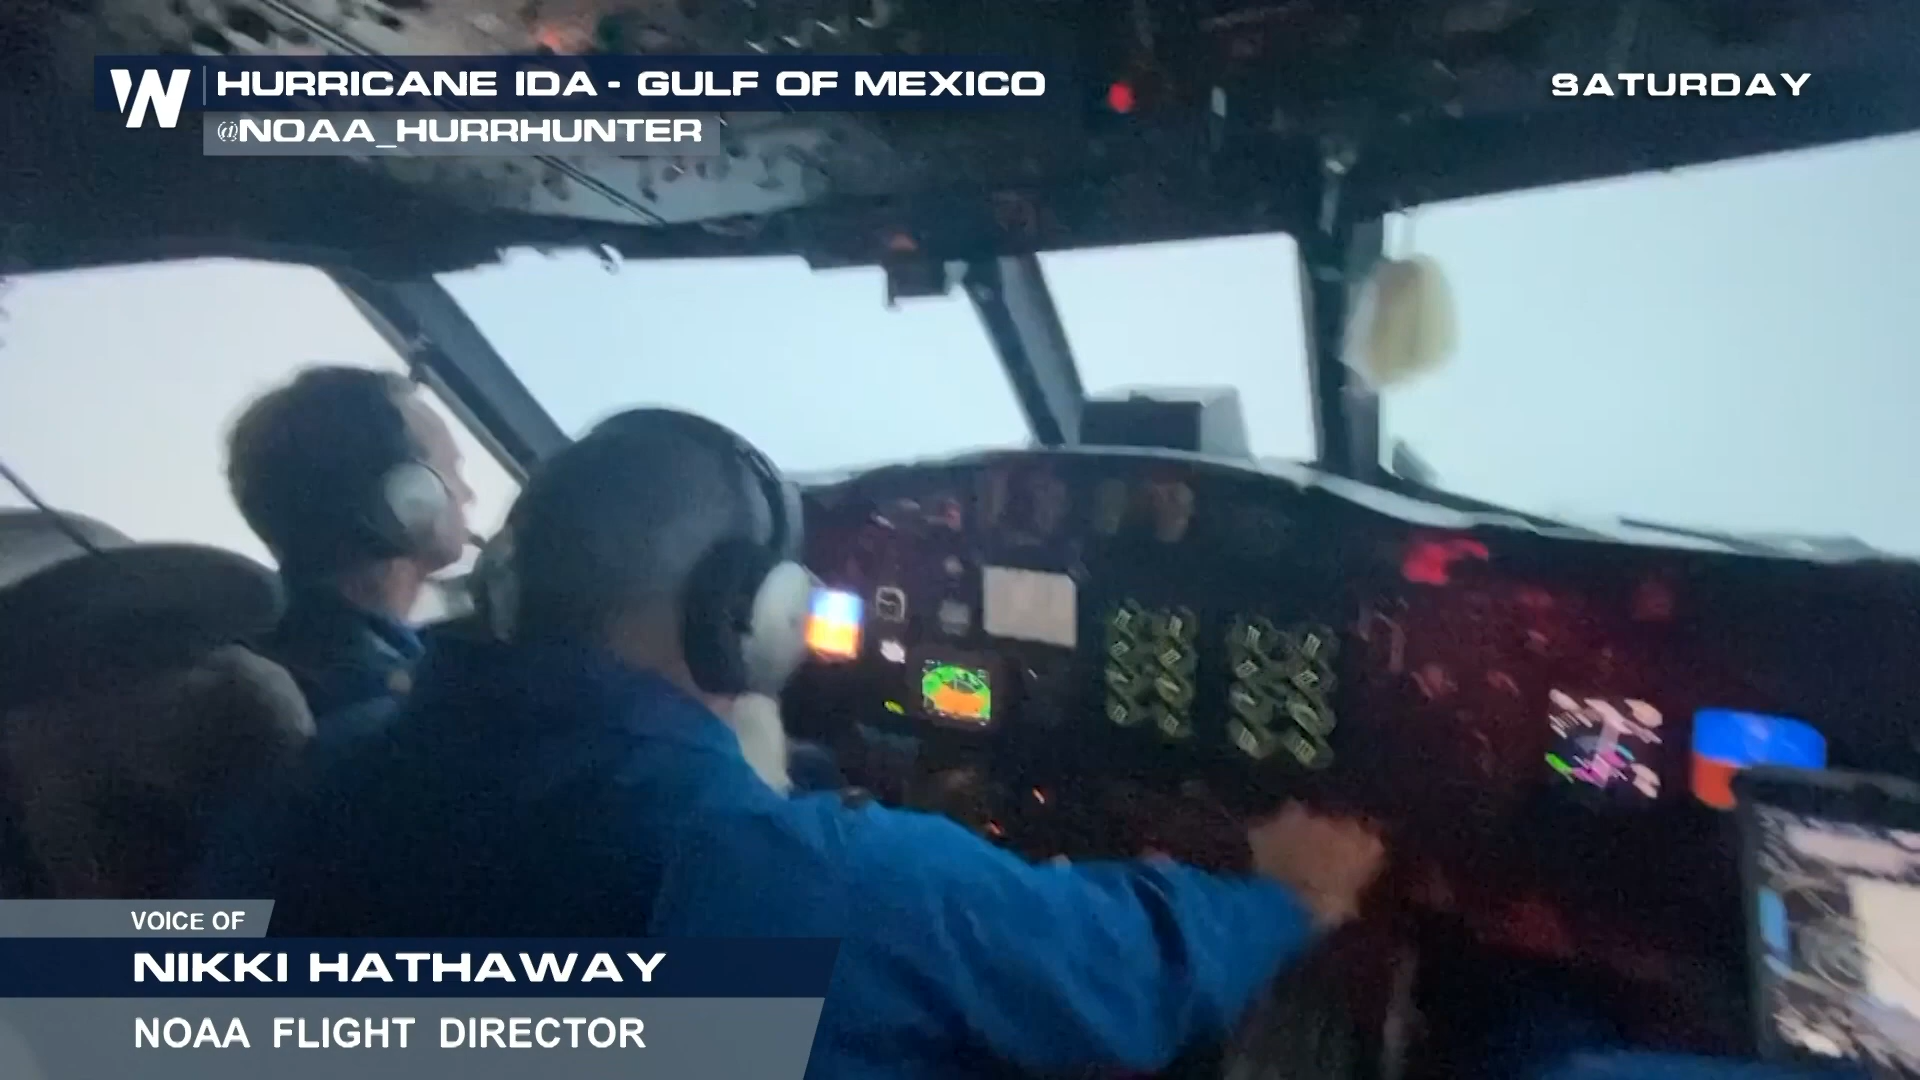 W HURRICANE IDA - GULF OF MEXICO
@NOAA_HURRHUNTER
SATURDAY
VOICE OF
NIKKI HATHAWAY
NOAA FLIGHT DIRECTOR